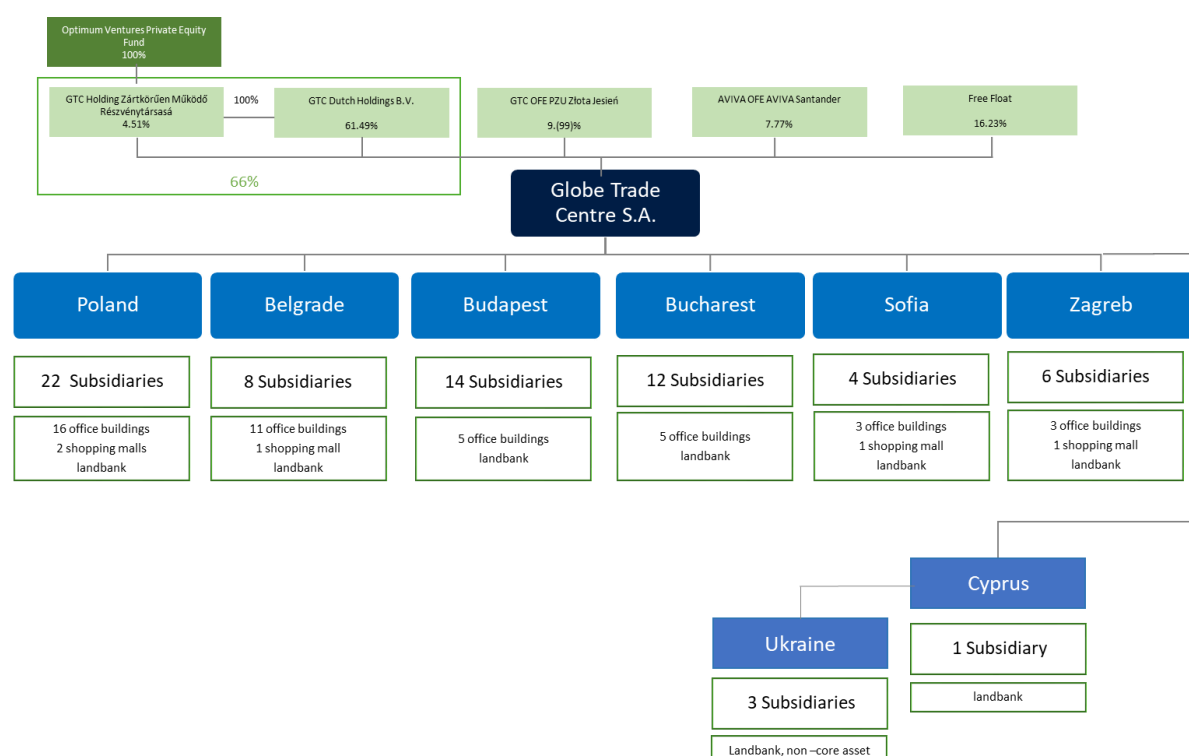 Optimum Ventures Private Equity
Fund
100%
GTC Holding Zártkörűen Működő
Részvénytársasá
4.51%
100%
GTC Dutch Holdings B.V.
61.49%
GTC OFE PZU Złota Jesień
9.(99)%
AVIVA OFE AVIVA Santander
7.77%
Free Float
16.23%
66%
Globe Trade
Centre S.A.
Poland
Belgrade
Budapest
Bucharest
Sofia
Zagreb
22 Subsidiaries
8 Subsidiaries
14 Subsidiaries
12 Subsidiaries
4 Subsidiaries
6 Subsidiaries
16 office buildings
2 shopping malls
landbank
11 office buildings
1 shopping mall
landbank
5 office buildings
landbank
5 office buildings
landbank
3 office buildings
1 shopping mall
landbank
3 office buildings
1 shopping mall
landbank
Cyprus
1 Subsidiary
landbank
Ukraine
3 Subsidiaries
Landbank, non –core asset